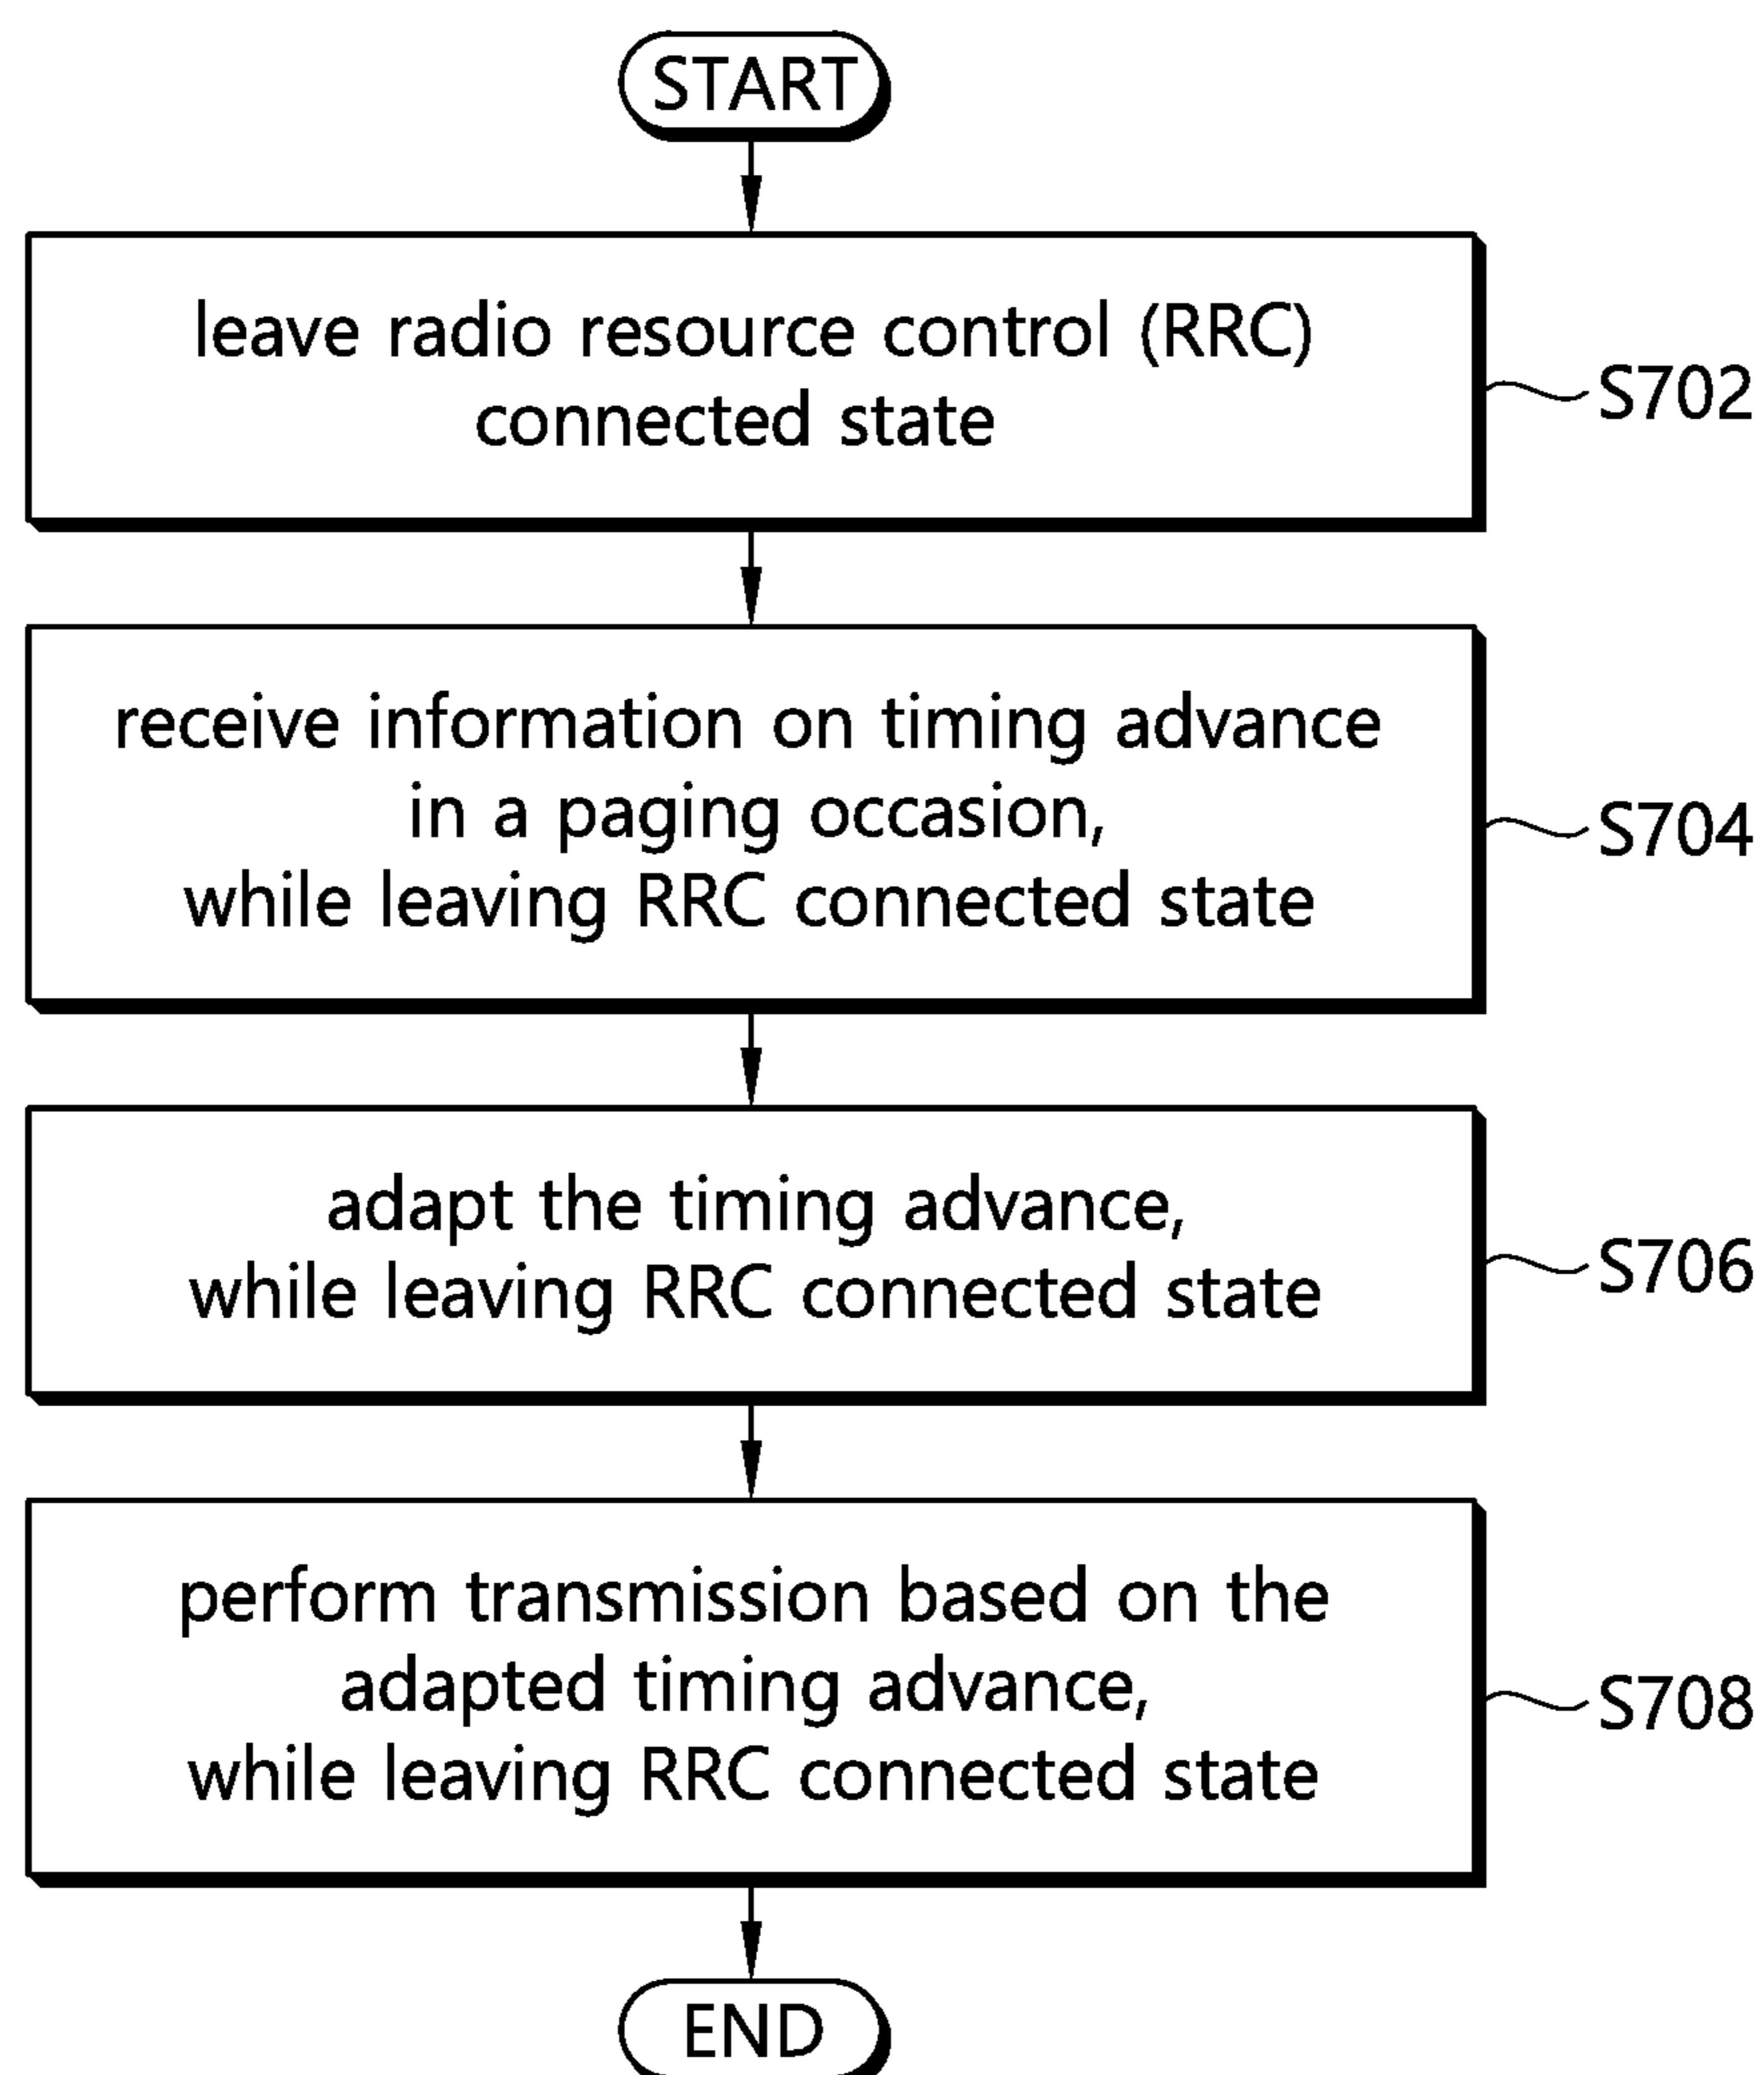 START
leave radio resource control (RRC)
connected state
S702
receive information on timing advance
in a paging occasion,
while leaving RRC connected state
S704
adapt the timing advance,
while leaving RRC connected state
S706
perform transmission based on the
adapted timing advance,
while leaving RRC connected state
S708
END